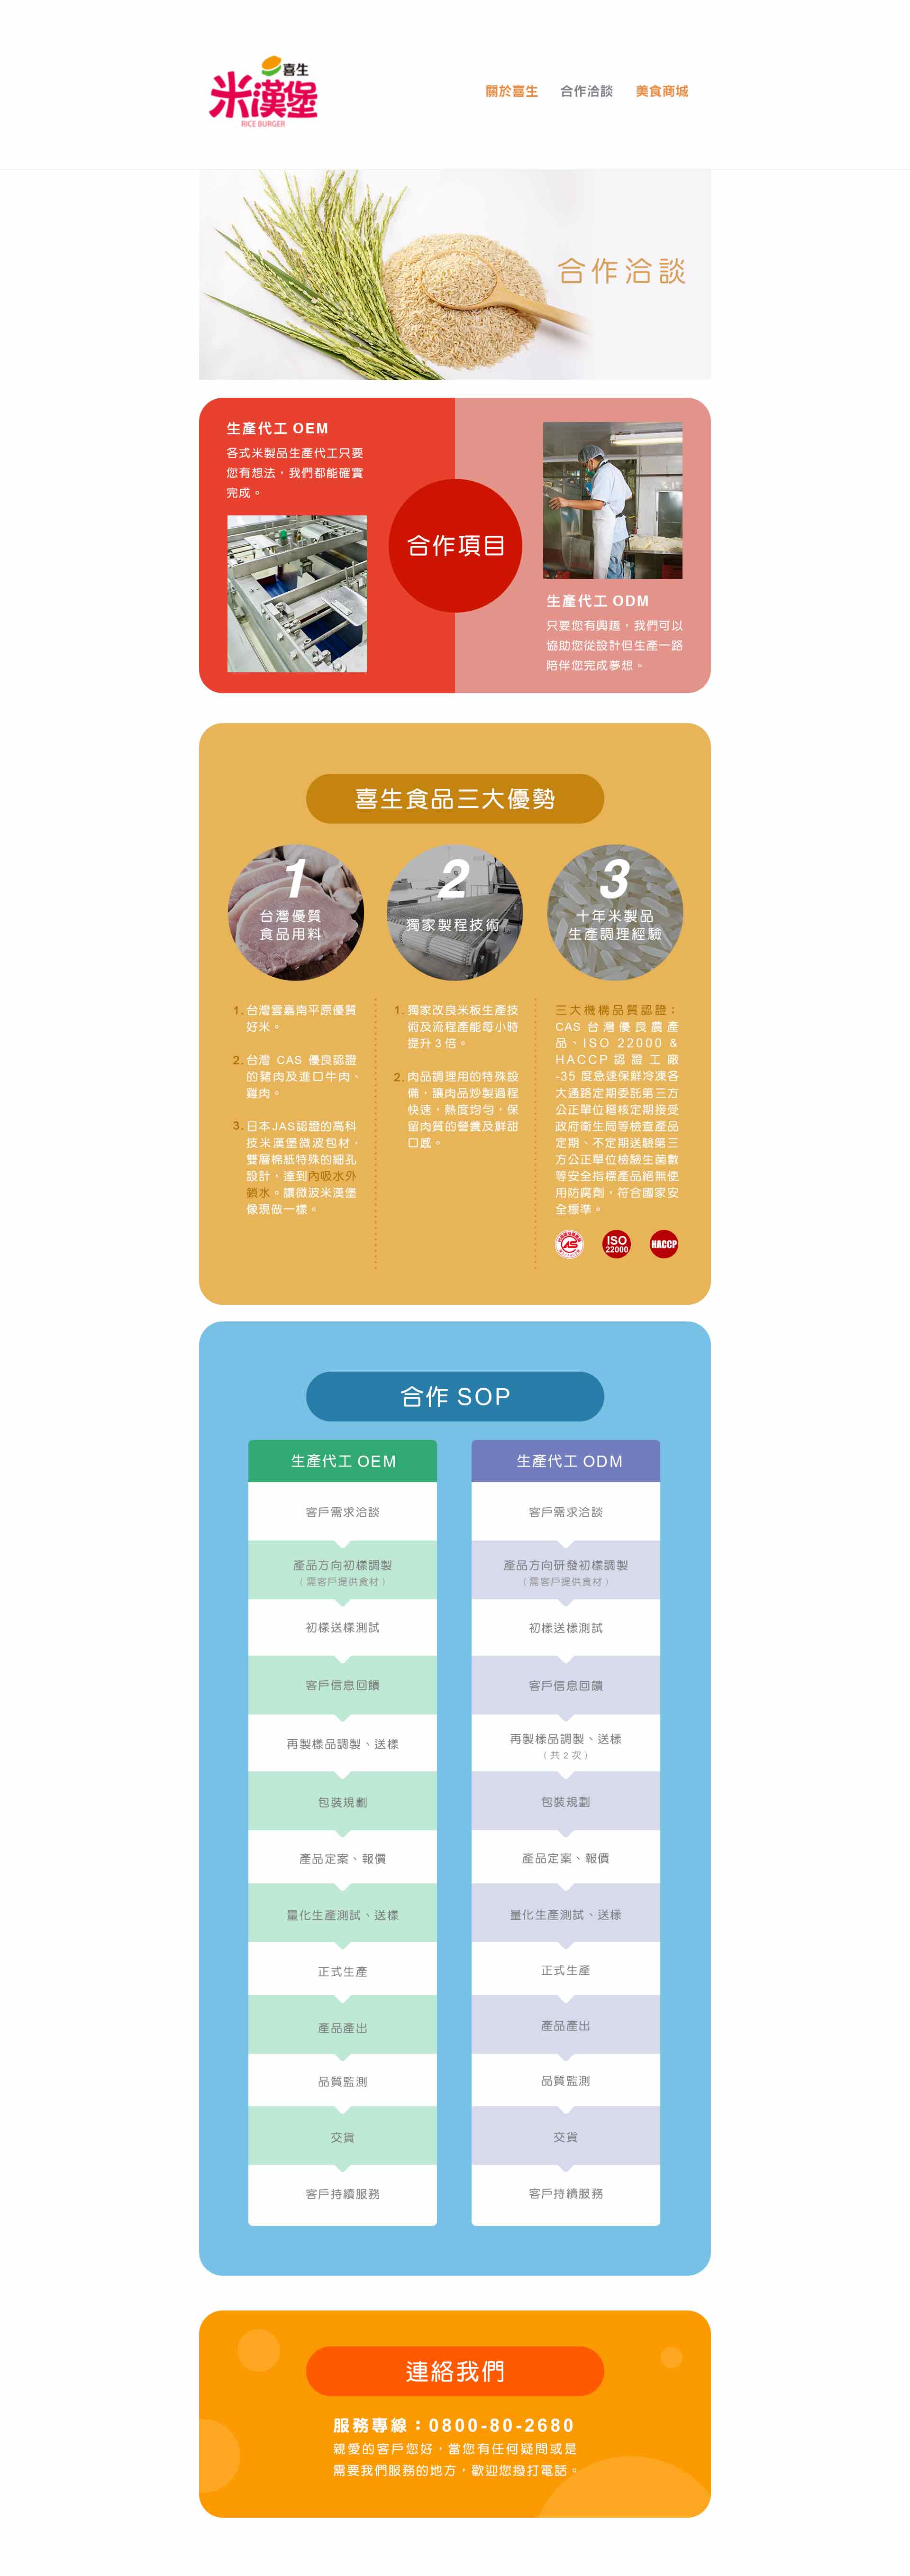 喜生
米漢堡
RICE BURGER
關於喜生
合作洽談
美食商城
合作洽談
生產代工 OEM
各式米製品生產代工只要
您有想法，我們都能確實
完成。
合作項目
生產代工 ODM
只要您有興趣，我們可以
協助您從設計但生產一路
陪伴您完成夢想。
喜生食品三大優勢
1
台灣優質
食品用料
2
獨家製程技術
3
十年米製品
生產調理經驗
1. 台灣雲嘉南平原優質
好米。
2. 台灣 CAS 優良認證
的豬肉及進口牛肉、
雞肉。
3. 日本JAS認證的高科
技米漢堡微波包材，
雙層棉紙特殊的細孔
設計，達到內吸水外
鎖水。讓微波米漢堡
像現做一樣。
1. 獨家改良米板生產技
術及流程產能每小時
提升 3 倍。
2. 肉品調理用的特殊設
備，讓肉品炒製過程
快速，熱度均勻，保
留肉質的營養及鮮甜
口感。
三大機構品質認證：
CAS 台灣優良農產
品、ISO 22000 &
HACCP 認證工廠
-35 度急速保鮮冷凍各
大通路定期委託第三方
公正單位稽核定期接受
政府衛生局等檢查產品
定期、不定期送驗第三
方公正單位檢驗生菌數
等安全指標產品絕無使
用防腐劑，符合國家安
全標準。
ISO
22000
HACCP
合作 SOP
生產代工 OEM
客戶需求洽談
產品方向初樣調製
（需客戶提供食材）
初樣送樣測試
客戶信息回饋
再製樣品調製、送樣
包裝規劃
產品定案、報價
量化生產測試、送樣
正式生產
產品產出
品質監測
交貨
客戶持續服務
生產代工 ODM
客戶需求洽談
產品方向研發初樣調製
（需客戶提供食材）
初樣送樣測試
客戶信息回饋
再製樣品調製、送樣
（共 2 次）
包裝規劃
產品定案、報價
量化生產測試、送樣
正式生產
產品產出
品質監測
交貨
客戶持續服務
連絡我們
服務專線：0800-80-2680
親愛的客戶您好，當您有任何疑問或是
需要我們服務的地方，歡迎您撥打電話。